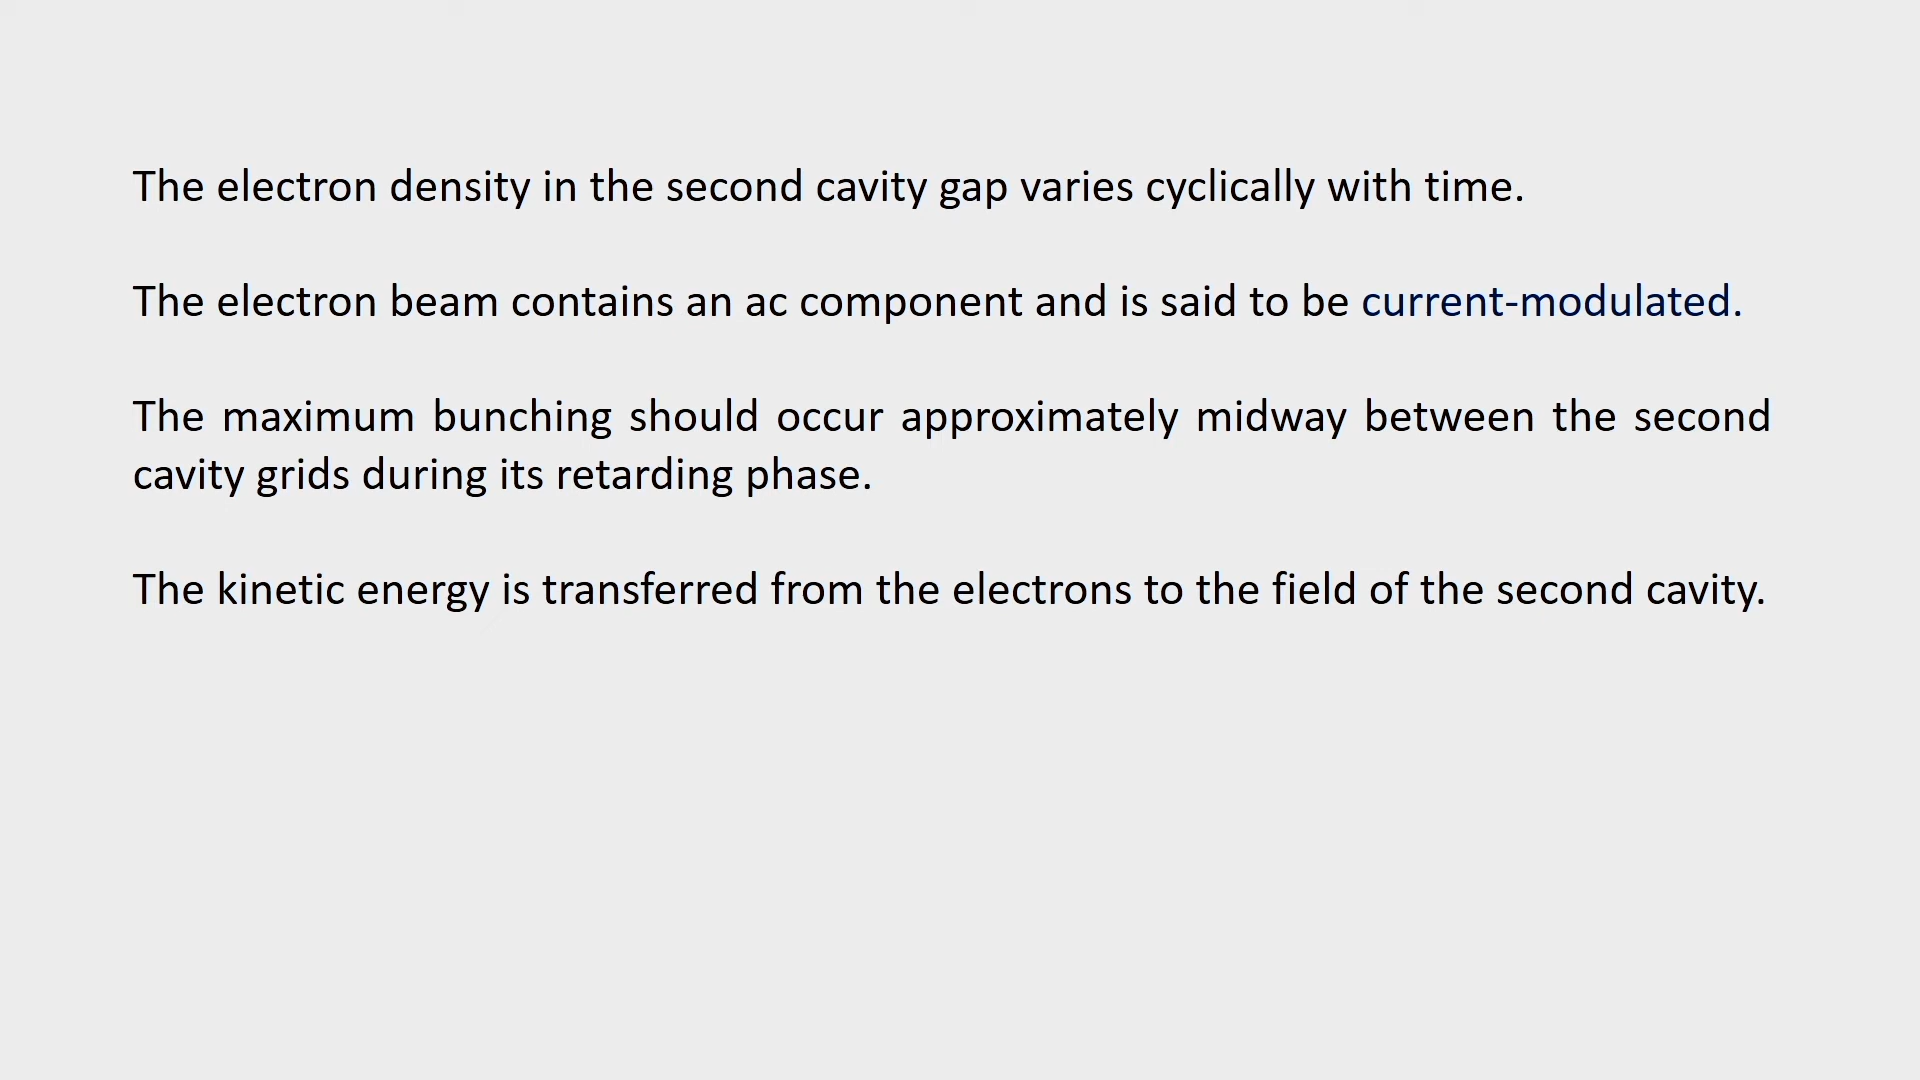 The electron density in the second cavity gap varies cyclically with time.
The electron beam contains an ac component and is said to be current-modulated.
The maximum bunching should occur approximately midway between the second
cavity grids during its retarding phase.
The kinetic energy is transferred from the electrons to the field of the second cavity.